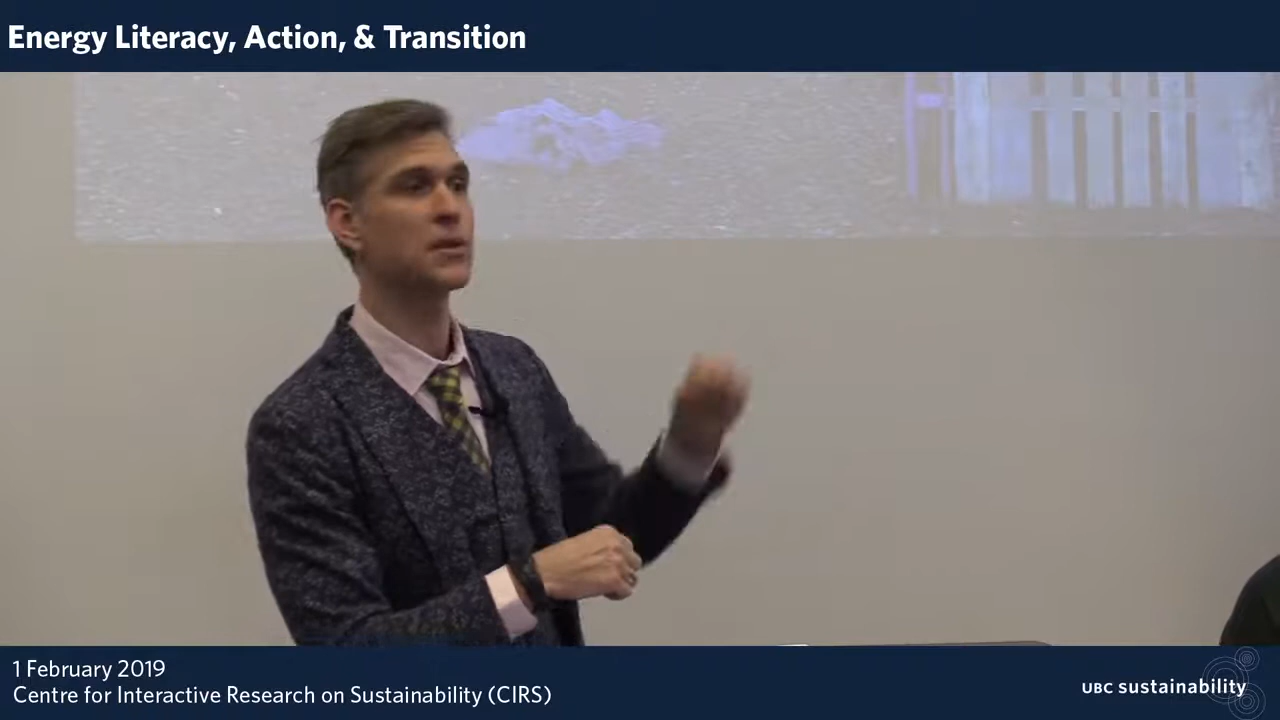 Energy Literacy, Action, & Transition
1 February 2019
Centre for Interactive Research on Sustainability (CIRS)
UBC sustainability